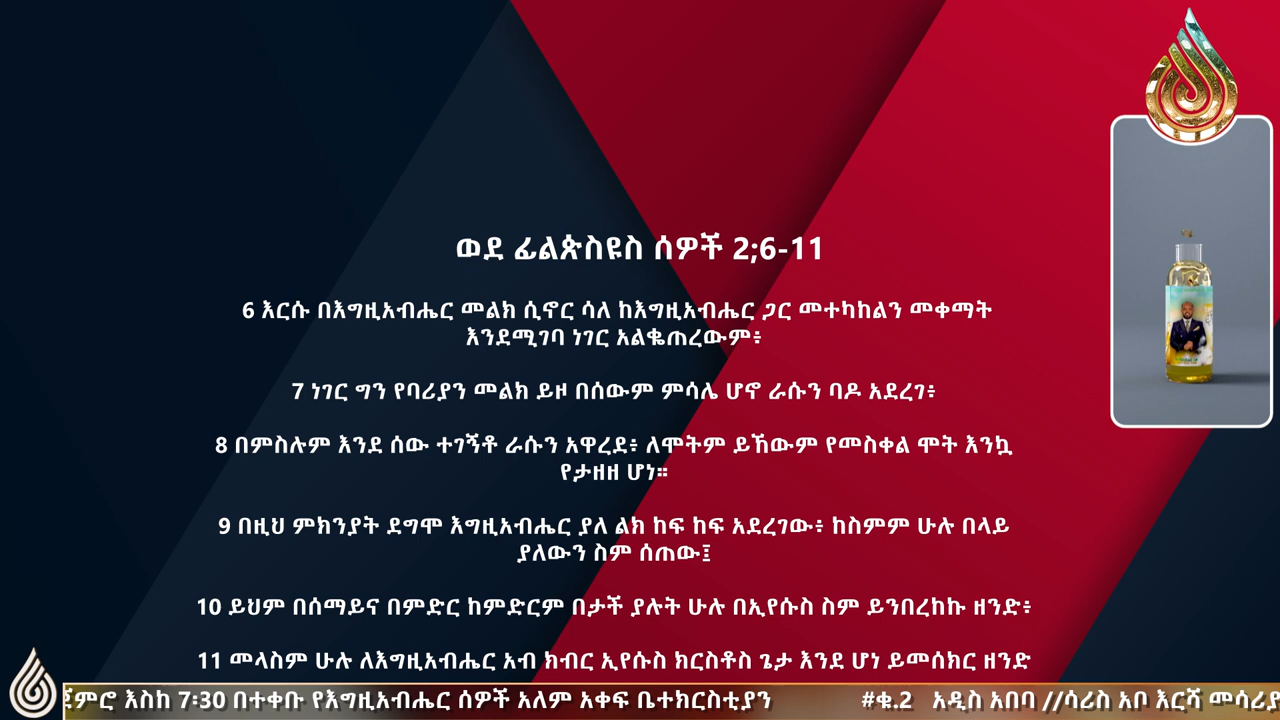 ወደ ፊልጵስዩስ ሰዎች 2;6-11
6 እርሱ በእግዚአብሔር መልክ ሲኖር ሳለ ከእግዚአብሔር ጋር መተካከልን መቀማት
እንደሚገባ ነገር አልቈጠረውም፥
7 ነገር ግን የባሪያን መልክ ይዞ በሰውም ምሳሌ ሆኖ ራሱን ባዶ አደረገ፥
8 በምስሉም እንደ ሰው ተገኝቶ ራሱን አዋረደ፥ ለሞትም ይኸውም የመስቀል ሞት እንኳ
የታዘዘ ሆነ።
9 በዚህ ምክንያት ደግሞ እግዚአብሔር ያለ ልክ ከፍ ከፍ አደረገው፥ ከስምም ሁሉ በላይ
ያለውን ስም ሰጠው፤
10 ይህም በሰማይና በምድር ከምድርም በታች ያሉት ሁሉ በኢየሱስ ስም ይንበረከኩ ዘንድ፥
11 መላስም ሁሉ ለእግዚአብሔር አብ ክብር ኢየሱስ ክርስቶስ ጌታ እንደ ሆነ ይመሰክር ዘንድ
እስከ 7፡30 በተቀቡ የእግዚአብሔር ሰዎች አለም አቀፍ ቤተክርስቲያን #ቁ.2 አዲስ አበባ //ሳሪስ አቦ እርሻ